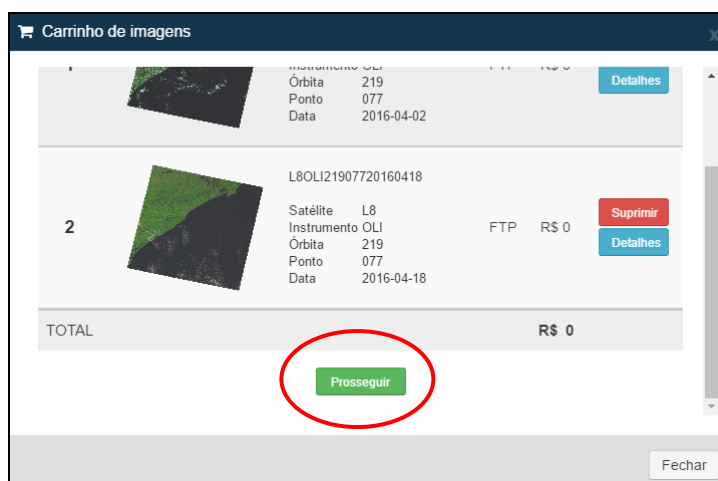 Carrinho de imagens
x
Instrumento OLI
Órbita 219
Ponto 077
Data 2016-04-02
Detalhes
L8OLI21907720160418
2
Satélite L8
Instrumento OLI
Órbita 219
Ponto 077
Data 2016-04-18
FTP R$ 0
Suprimir
Detalhes
TOTAL R$ 0
Prosseguir
Fechar